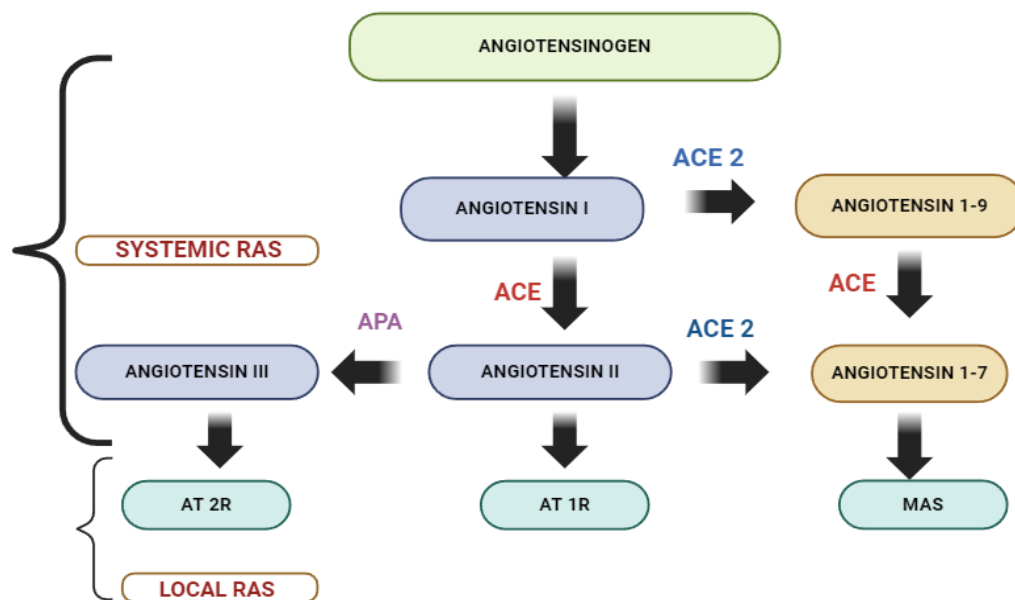 ANGIOTENSINOGEN
ACE 2
ANGIOTENSIN I
ANGIOTENSIN 1-9
SYSTEMIC RAS
ACE
ACE
APA
ACE 2
ANGIOTENSIN III
ANGIOTENSIN II
ANGIOTENSIN 1-7
AT 2R
AT 1R
MAS
LOCAL RAS